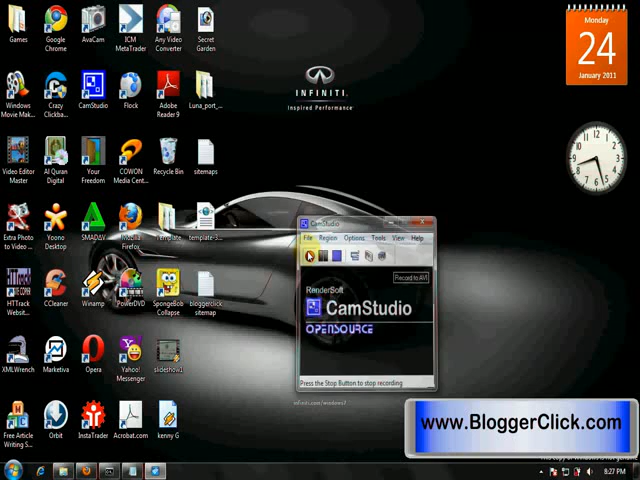 Games
Google Chrome
AvaCam
ICM MetaTrader
Any Video Converter
Secret Garden
Windows Movie Mak...
Crazy Clickba...
CamStudio
Flock
Adobe Reader 9
Luna_port_...
Video Editor Master
Al Quran Digital
Your Freedom
COWON Media Cent...
Recycle Bin
sitemaps
Extra Photo to Video ...
Yoono Desktop
SMADAV
Mozilla Firefox
Template
template-3...
HTTrack Websit...
CCleaner
Winamp
PowerDVD
SpongeBob Collapse
bloggerclick sitemap
XMLWrench
Marketiva
Opera
Yahoo! Messenger
slideshow1
Free Article Writing S...
Orbit
InstaTrader
Acrobat.com
kenny G
INFINITI.
Inspired Performance™
Monday
24
January 2011
12
CamStudio
File Region Options Tools View Help
Record to AVI
RenderSoft
CamStudio
OPENSOURCE
Press the Stop Button to stop recording
infiniti.com/windows7
www.BloggerClick.com
8:27 PM